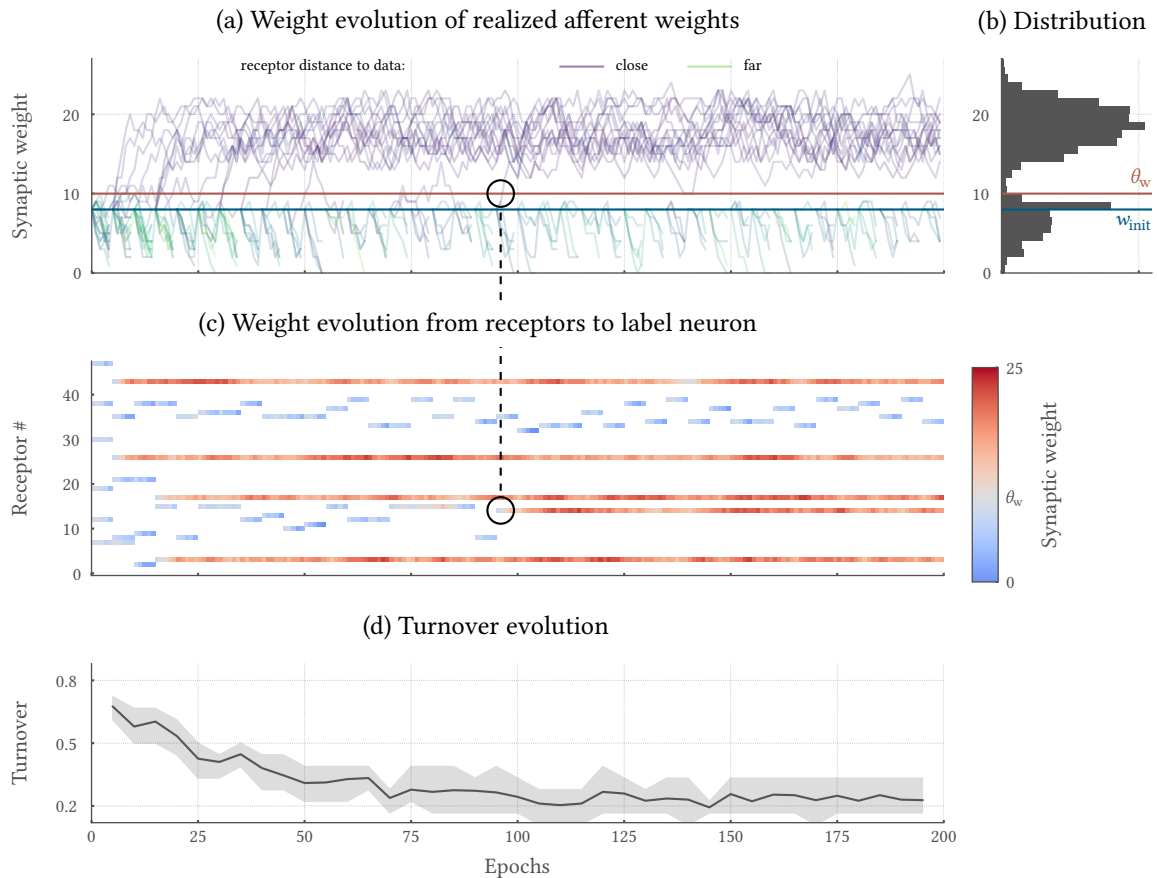 (a) Weight evolution of realized afferent weights
(b) Distribution
receptor distance to data:
close
far
Synaptic weight
20
10
0
20
10
0
θw
winit
(c) Weight evolution from receptors to label neuron
Receptor #
40
30
20
10
0
25
θw
0
Synaptic weight
(d) Turnover evolution
Turnover
0.8
0.5
0.2
0
25
50
75
100
125
150
175
200
Epochs